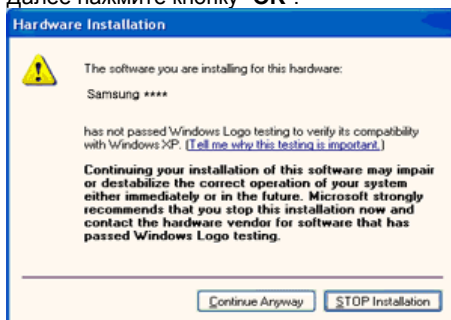 Далее нажмите кнопку "OK".
Hardware Installation
The software you are installing for this hardware:
Samsung ****
has not passed Windows Logo testing to verify its compatibility
with Windows XP. (Tell me why this testing is important.)
Continuing your installation of this software may impair
or destabilize the correct operation of your system
either immediately or in the future. Microsoft strongly
recommends that you stop this installation now and
contact the hardware vendor for software that has
passed Windows Logo testing.
Continue Anyway
STOP Installation